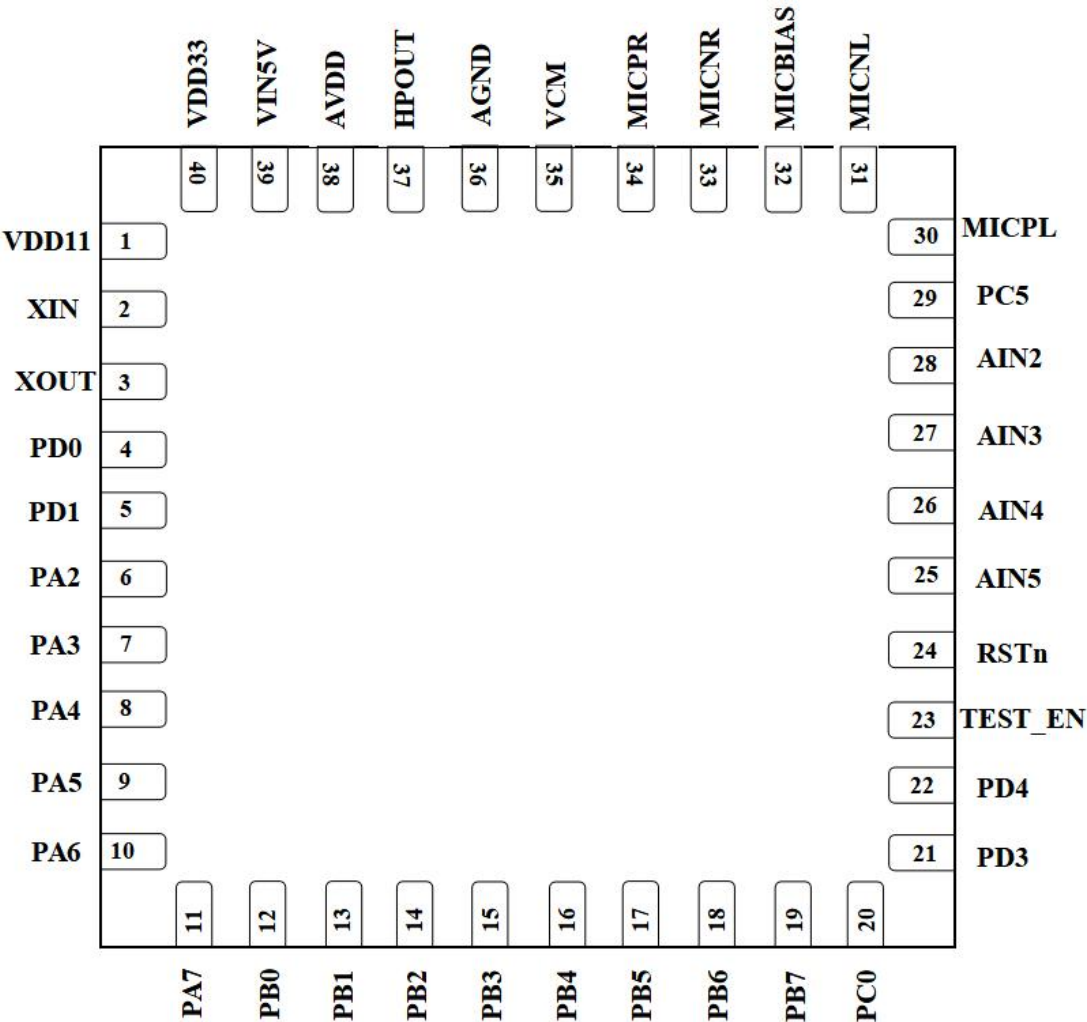 VDD33 VIN5V AVDD HPOUT AGND VCM MICPR MICNR MICBIAS MICNL
40 39 38 37 36 35 34 33 32 31
VDD11 1 30 MICPL
XIN 2 29 PC5
XOUT 3 28 AIN2
PD0 4 27 AIN3
PD1 5 26 AIN4
PA2 6 25 AIN5
PA3 7 24 RSTn
PA4 8 23 TEST_EN
PA5 9 22 PD4
PA6 10 21 PD3
11 12 13 14 15 16 17 18 19 20
PA7 PB0 PB1 PB2 PB3 PB4 PB5 PB6 PB7 PC0